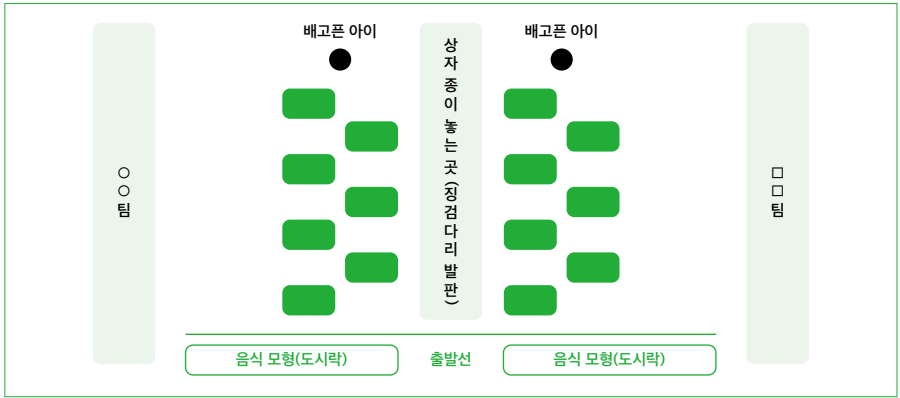 배고픈 아이
배고픈 아이
○○팀
상자 종이 놓는 곳(징검다리 발판)
□□팀
음식 모형(도시락)
출발선
음식 모형(도시락)